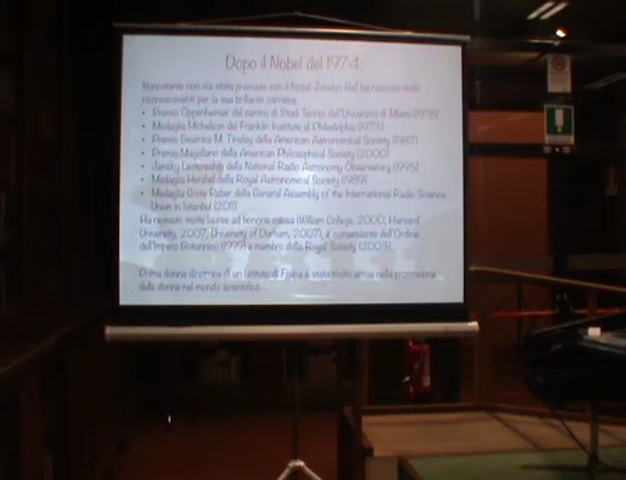 Dopo il Nobel del 1974:
Nonostante non sia stata premiata con il Nobel Jocelyn Bell ha ricevuto molti
riconoscimenti per la sua brillante carriera:
• Premio Oppenheimer del centro di Studi Teorici dell'Università di Miami (1978)
• Medaglia Michelson del Franklin Institute di Philadelphia (1973)
• Premio Beatrice M. Tinsley della American Astronomical Society (1987)
• Premio Magellano della American Philosophical Society (2000)
• Jansky Lectureship della National Radio Astronomy Observatory (1995)
• Medaglia Hershel della Royal Astronomical Society (1989)
• Medaglia Grote Reber della General Assembly of the International Radio Science
Union in Istanbul (2011)
Ha ricevuto molte lauree ad honoris causa (William College, 2000, Harvard
University, 2007, University of Durham, 2007), è comandante dell'Ordine
dell'Impero Britannico (1999) e membro della Royal Society (2003).
Prima donna direttrice di un Istituto di Fisica è stata molto attiva nella promozione
delle donne nel mondo scientifico.